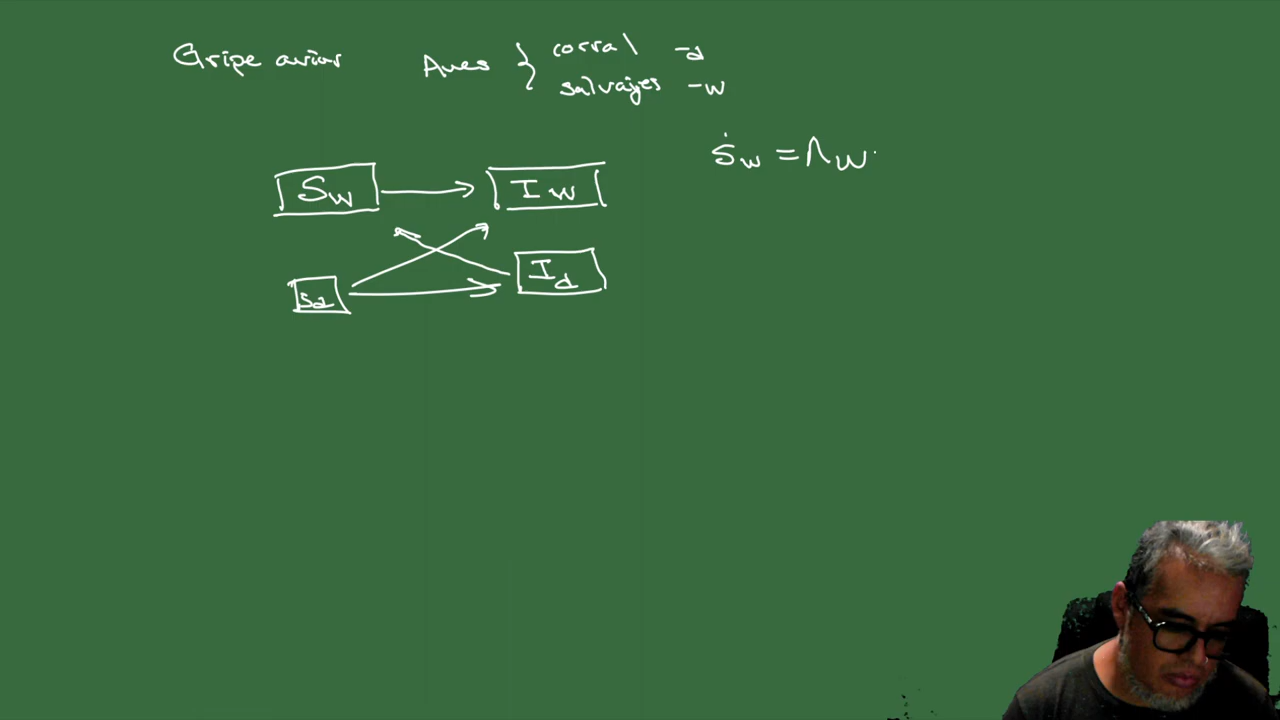 Gripe aviar Aves { corral -d
salvajes -w
Ṡw = Λw
Sw Iw
Sd Id